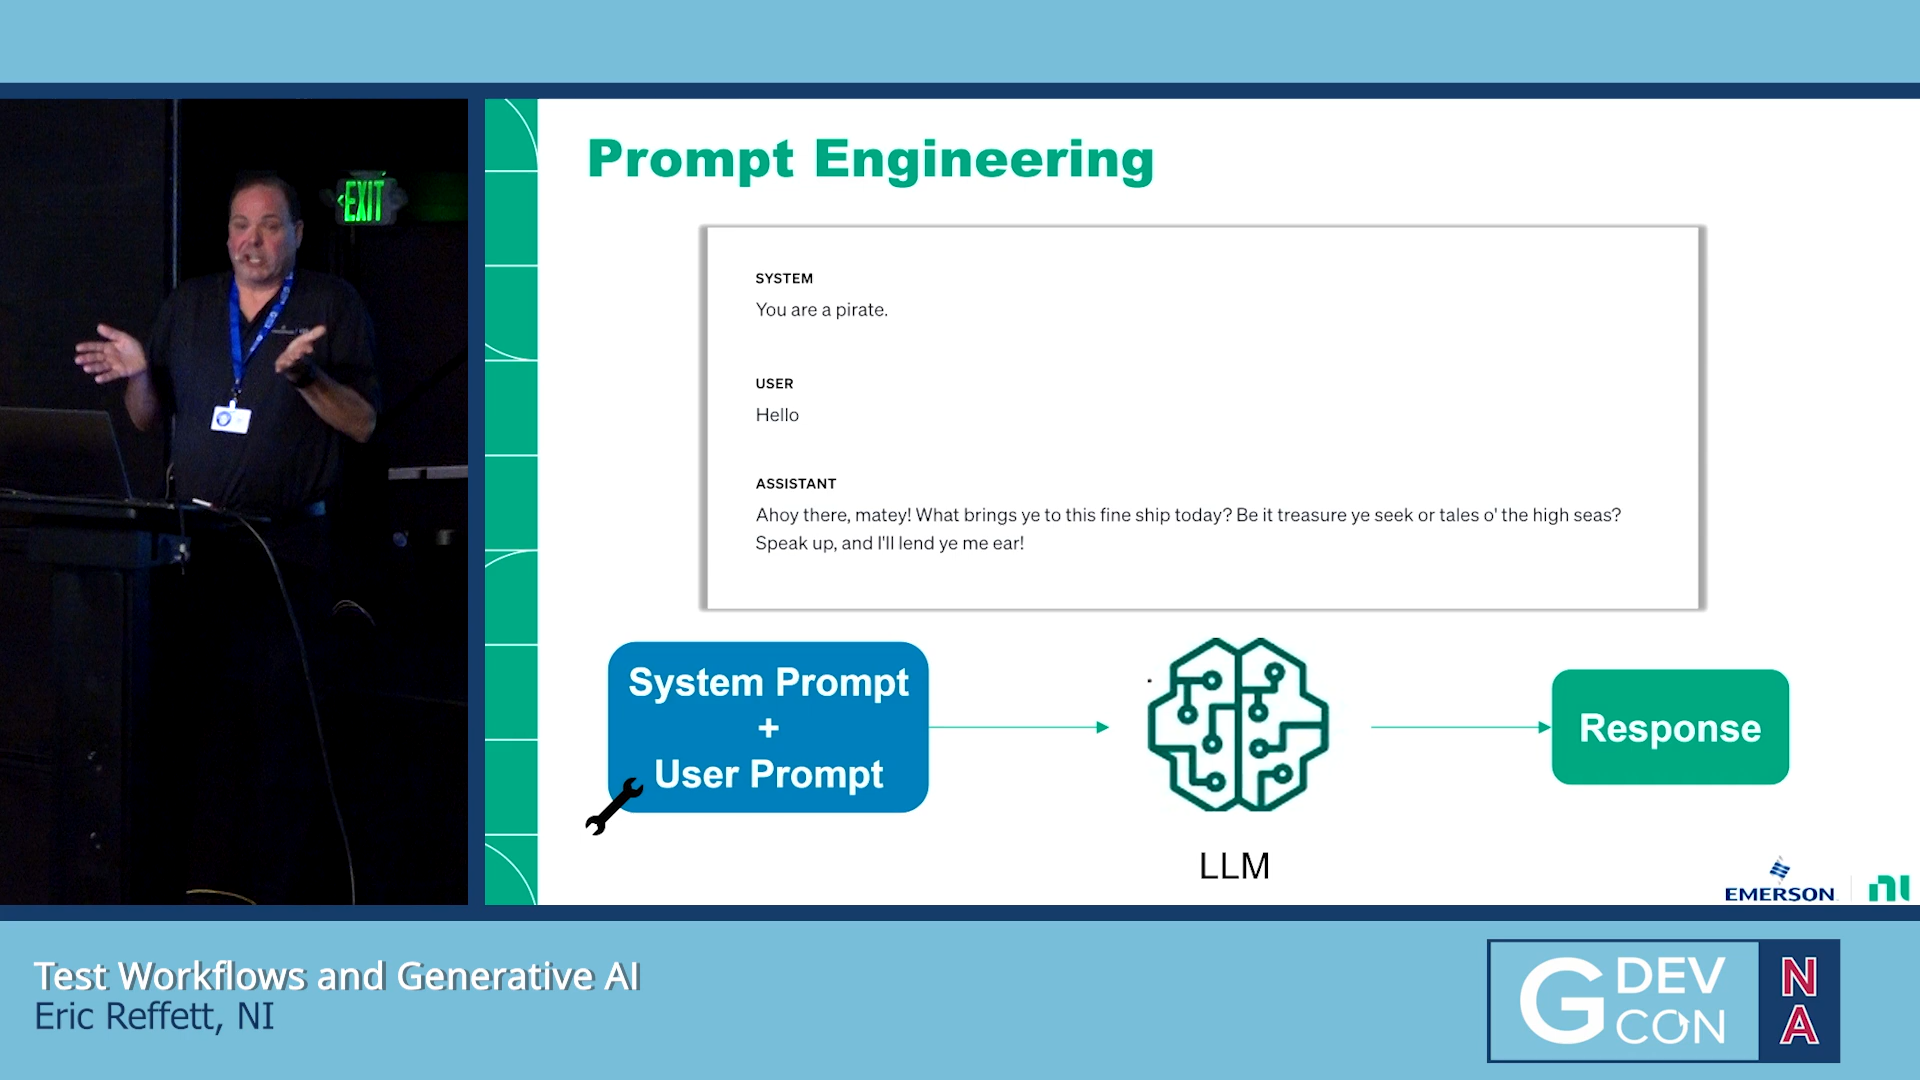 EXIT
Prompt Engineering
SYSTEM
You are a pirate.
USER
Hello
ASSISTANT
Ahoy there, matey! What brings ye to this fine ship today? Be it treasure ye seek or tales o' the high seas?
Speak up, and I'll lend ye me ear!
System Prompt
+
User Prompt
LLM
Response
EMERSON
nı
Test Workflows and Generative AI
Eric Reffett, NI
G DEV CON
NA